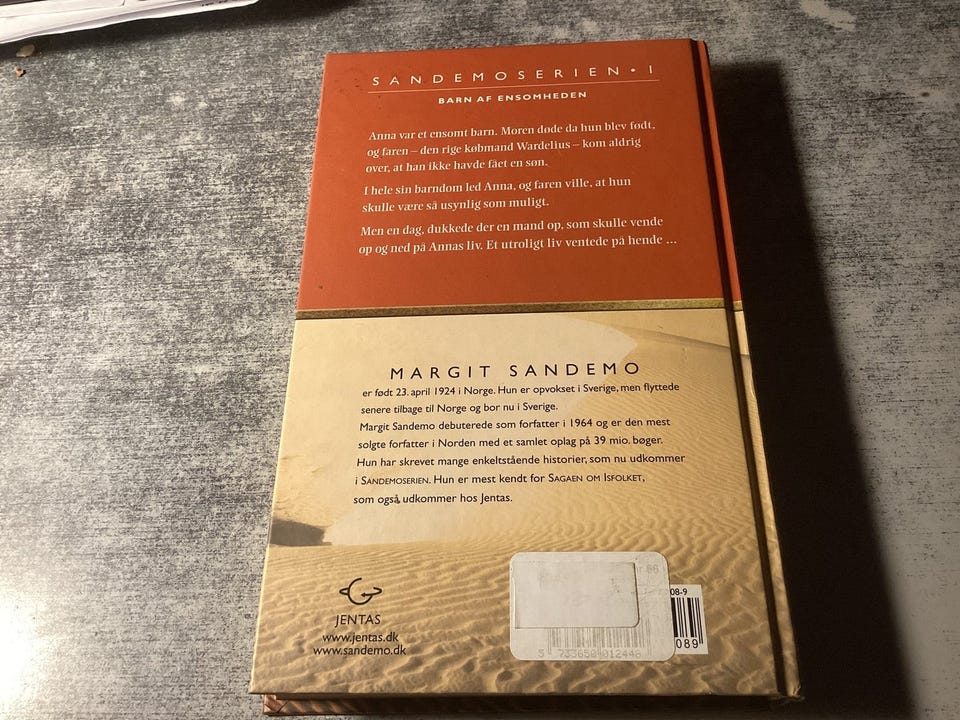 SANDEMOSERIEN • 1
BARN AF ENSOMHEDEN
Anna var et ensomt barn. Moren døde da hun blev født,
og faren – den rige købmand Wardelius – kom aldrig
over, at han ikke havde fået en søn.
I hele sin barndom led Anna, og faren ville, at hun
skulle være så usynlig som muligt.
Men en dag, dukkede der en mand op, som skulle vende
op og ned på Annas liv. Et utroligt liv ventede på hende ...
MARGIT SANDEMO
er født 23. april 1924 i Norge. Hun er opvokset i Sverige, men flyttede
senere tilbage til Norge og bor nu i Sverige.
Margit Sandemo debuterede som forfatter i 1964 og er den mest
solgte forfatter i Norden med et samlet oplag på 39 mio. bøger.
Hun har skrevet mange enkeltstående historier, som nu udkommer
i SANDEMOSERIEN. Hun er mest kendt for SAGAEN OM ISFOLKET,
som også udkommer hos Jentas.
JENTAS
www.jentas.dk
www.sandemo.dk
08-9
089
5 733650 012448